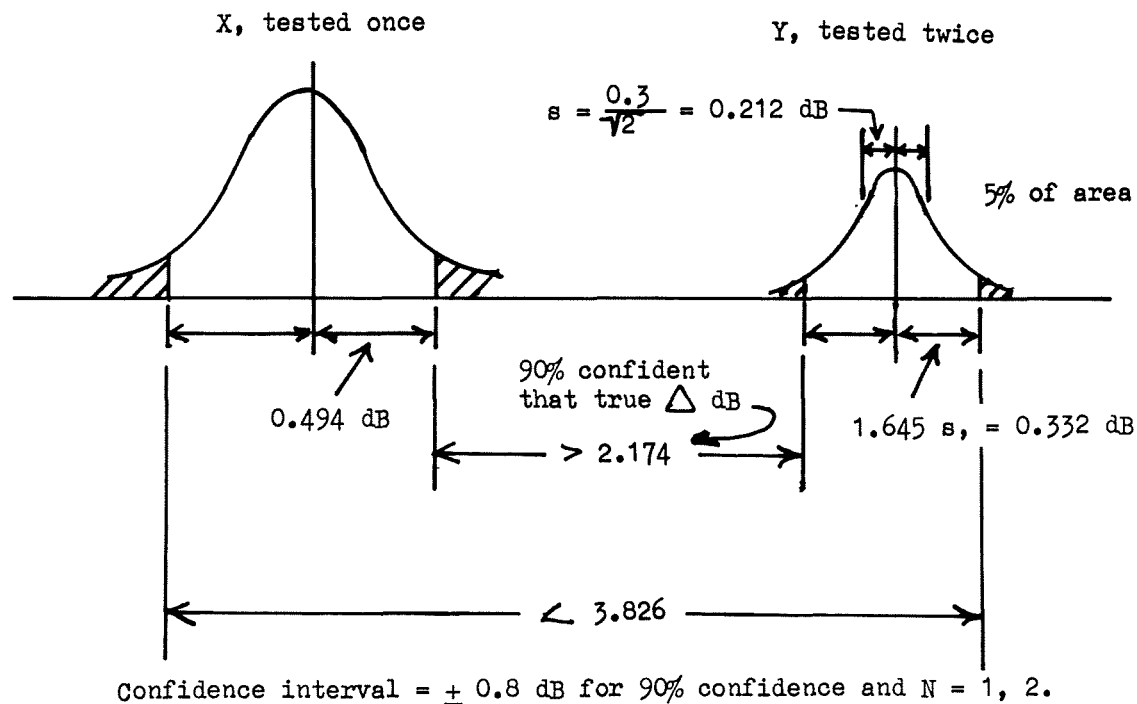 X, tested once
Y, tested twice
s = 0.3/√2 = 0.212 dB
5% of area
90% confident
that true △ dB
0.494 dB
1.645 s, = 0.332 dB
> 2.174
< 3.826
Confidence interval = ± 0.8 dB for 90% confidence and N = 1, 2.